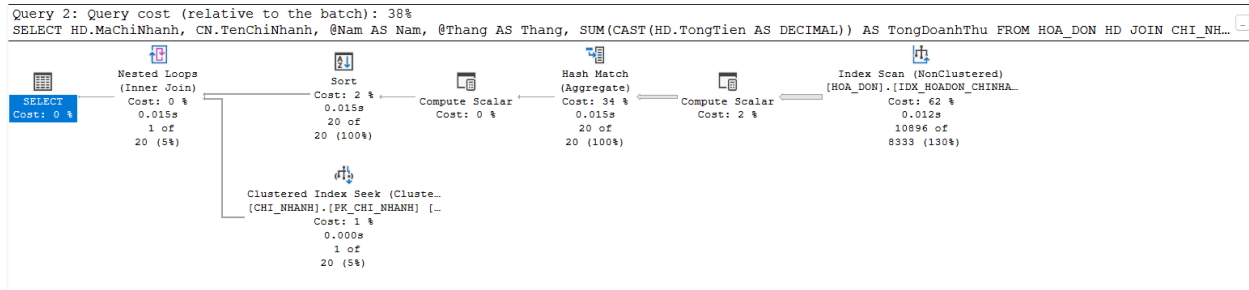 Query 2: Query cost (relative to the batch): 38%
SELECT HD.MaChiNhanh, CN.TenChiNhanh, @Nam AS Nam, @Thang AS Thang, SUM(CAST(HD.TongTien AS DECIMAL)) AS TongDoanhThu FROM HOA_DON HD JOIN CHI_NH…
SELECT
Cost: 0 %
Nested Loops
(Inner Join)
Cost: 0 %
0.015s
1 of
20 (5%)
Sort
Cost: 2 %
0.015s
20 of
20 (100%)
Compute Scalar
Cost: 0 %
Hash Match
(Aggregate)
Cost: 34 %
0.015s
20 of
20 (100%)
Compute Scalar
Cost: 2 %
Index Scan (NonClustered)
[HOA_DON].[IDX_HOADON_CHINHA…
Cost: 62 %
0.012s
10896 of
8333 (130%)
Clustered Index Seek (Cluste…
[CHI_NHANH].[PK_CHI_NHANH] […
Cost: 1 %
0.000s
1 of
20 (5%)